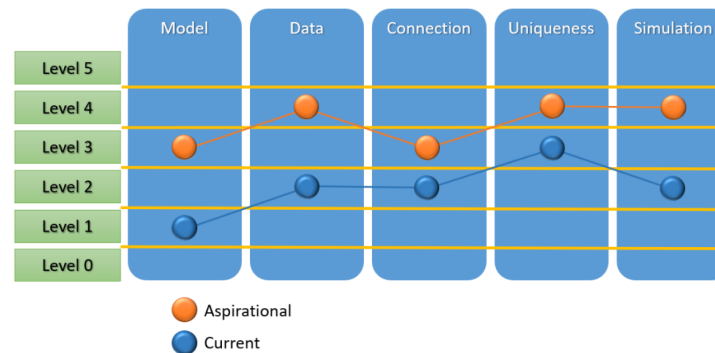 Model Data Connection Uniqueness Simulation
Level 5
Level 4
Level 3
Level 2
Level 1
Level 0
Aspirational
Current